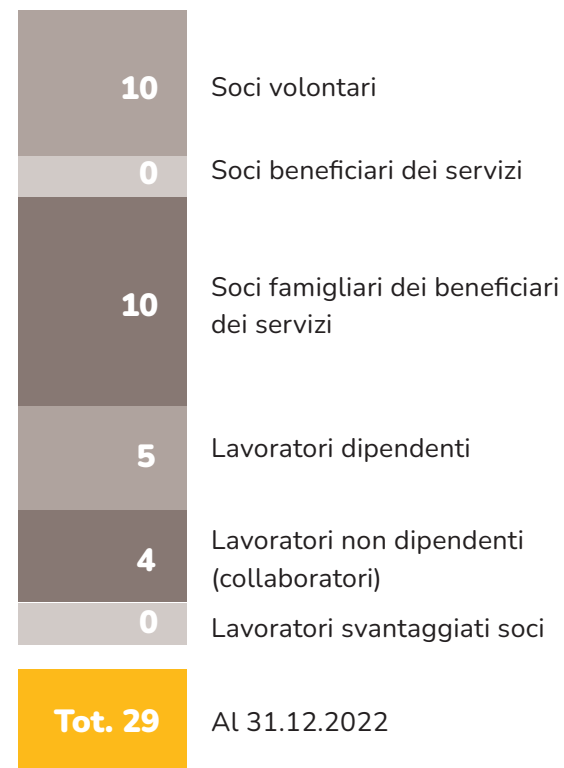 10 Soci volontari
0 Soci beneficiari dei servizi
10 Soci famigliari dei beneficiari
dei servizi
5 Lavoratori dipendenti
4 Lavoratori non dipendenti
(collaboratori)
0 Lavoratori svantaggiati soci
Tot. 29 Al 31.12.2022